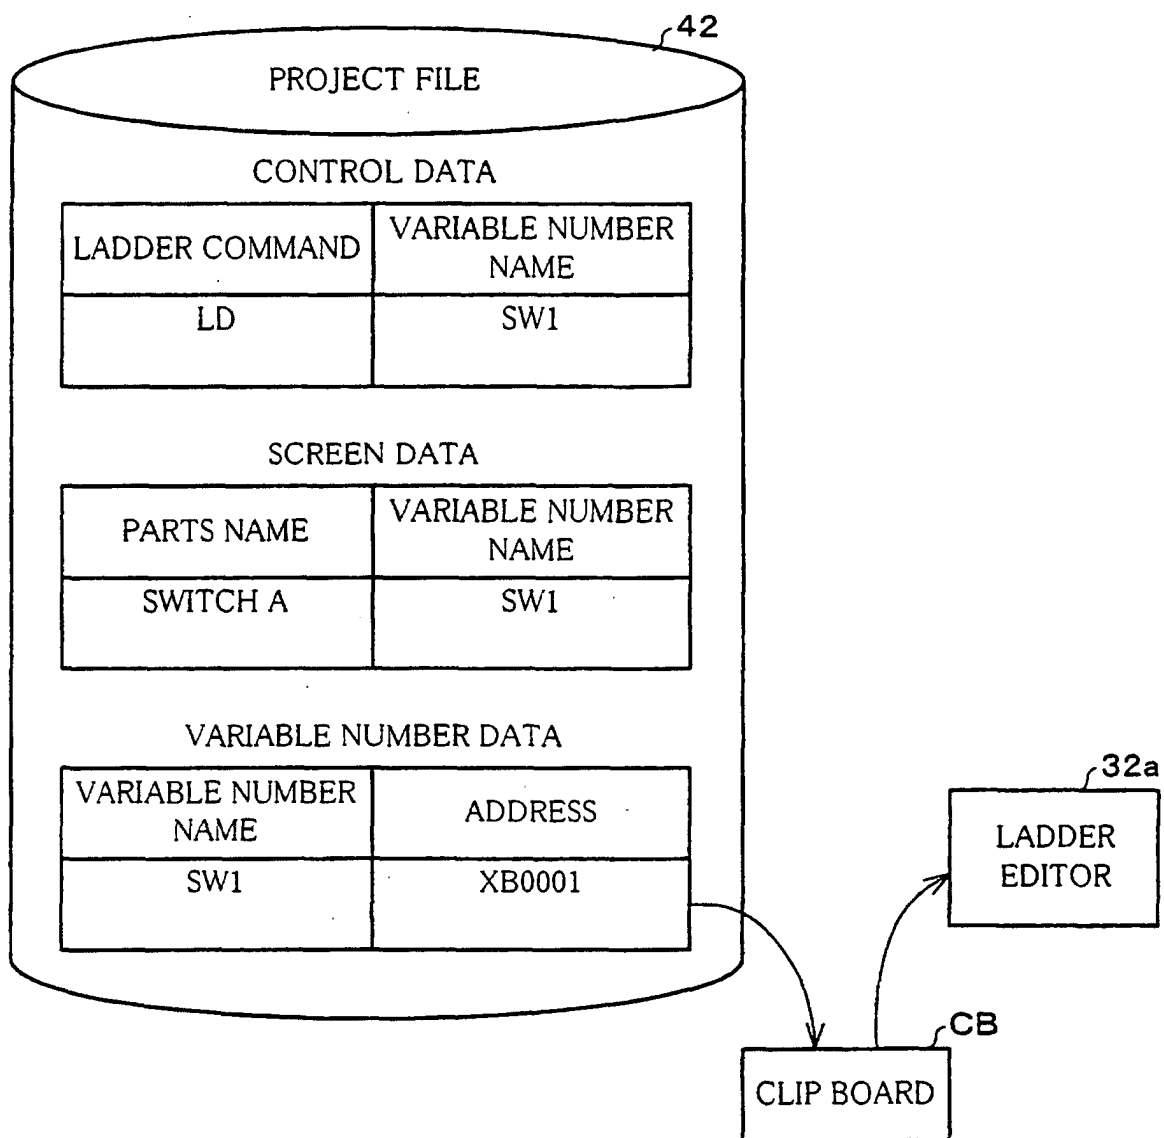 42
PROJECT FILE
CONTROL DATA
LADDER COMMAND
VARIABLE NUMBER
NAME
LD
SW1
SCREEN DATA
PARTS NAME
VARIABLE NUMBER
NAME
SWITCH A
SW1
VARIABLE NUMBER DATA
VARIABLE NUMBER
NAME
ADDRESS
SW1
XB0001
32a
LADDER
EDITOR
CB
CLIP BOARD